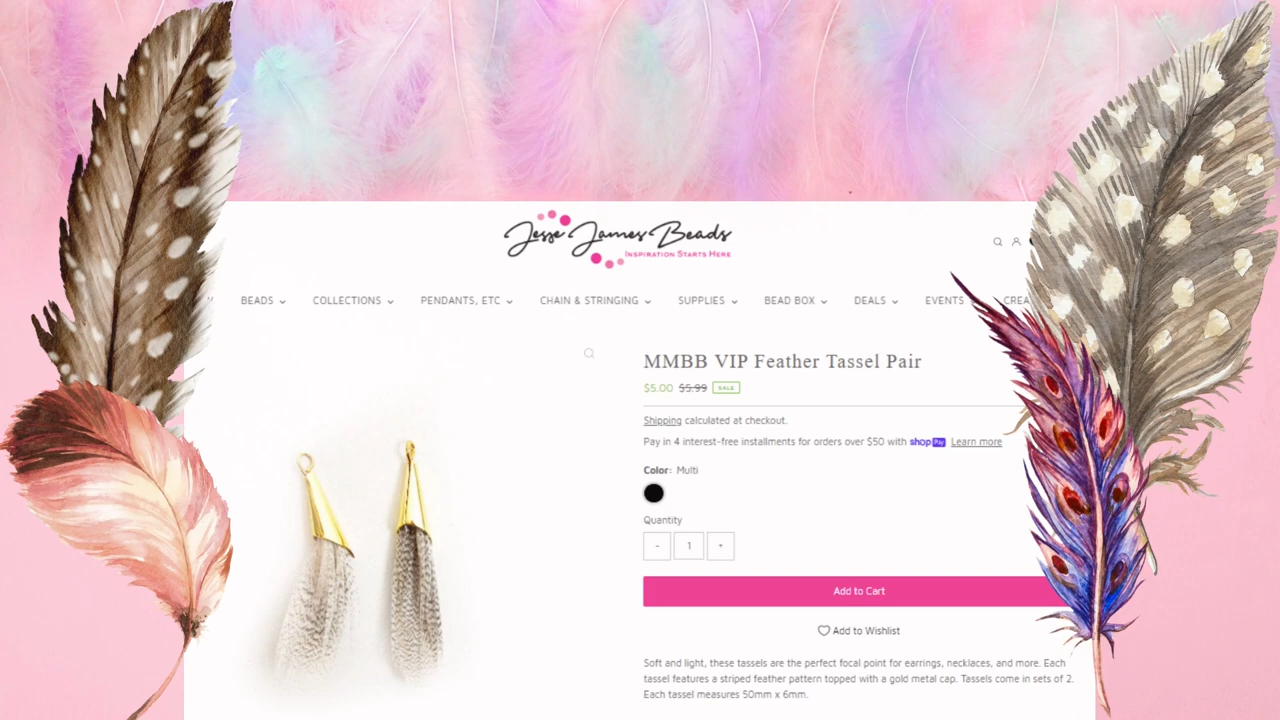 Jesse James Beads
INSPIRATION STARTS HERE
BEADS COLLECTIONS PENDANTS, ETC CHAIN & STRINGING SUPPLIES BEAD BOX DEALS EVENTS CREA
MMBB VIP Feather Tassel Pair
$5.00 $5.99 SALE
Shipping calculated at checkout.
Pay in 4 interest-free installments for orders over $50 with shop Pay Learn more
Color: Multi
Quantity
- 1 +
Add to Cart
Add to Wishlist
Soft and light, these tassels are the perfect focal point for earrings, necklaces, and more. Each
tassel features a striped feather pattern topped with a gold metal cap. Tassels come in sets of 2.
Each tassel measures 50mm x 6mm.